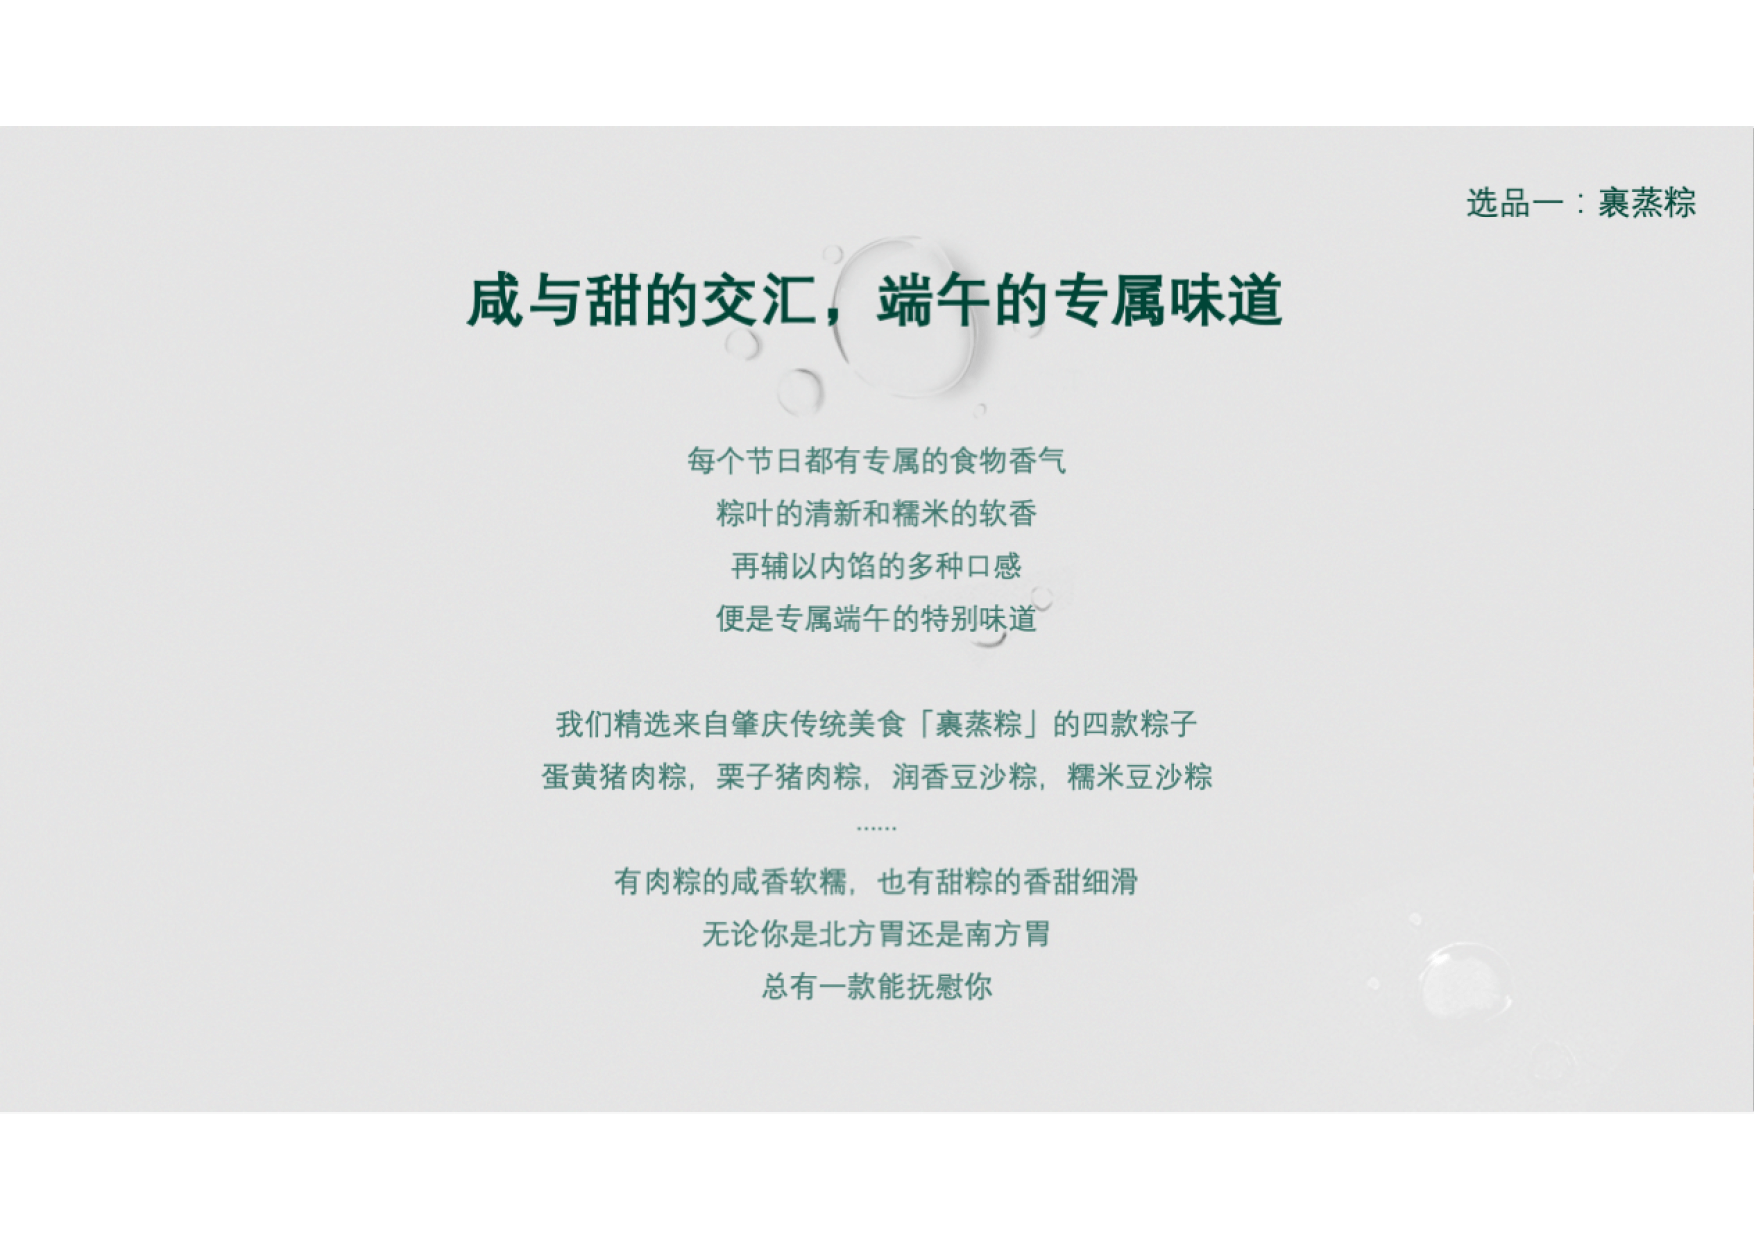 选品一：裹蒸粽
咸与甜的交汇，端午的专属味道
每个节日都有专属的食物香气
粽叶的清新和糯米的软香
再辅以内馅的多种口感
便是专属端午的特别味道
我们精选来自肇庆传统美食「裹蒸粽」的四款粽子
蛋黄猪肉粽，栗子猪肉粽，润香豆沙粽，糯米豆沙粽
……
有肉粽的咸香软糯，也有甜粽的香甜细滑
无论你是北方胃还是南方胃
总有一款能抚慰你